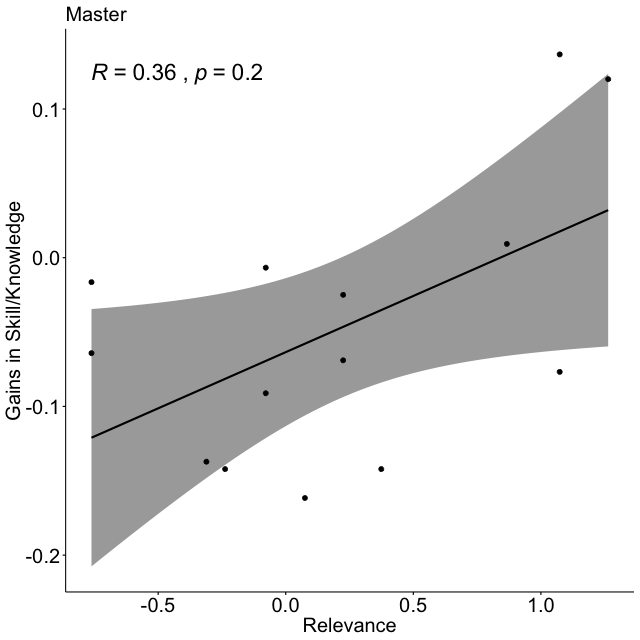 Master
R = 0.36 , p = 0.2
Gains in Skill/Knowledge
0.1
0.0
-0.1
-0.2
-0.5
0.0
0.5
1.0
Relevance